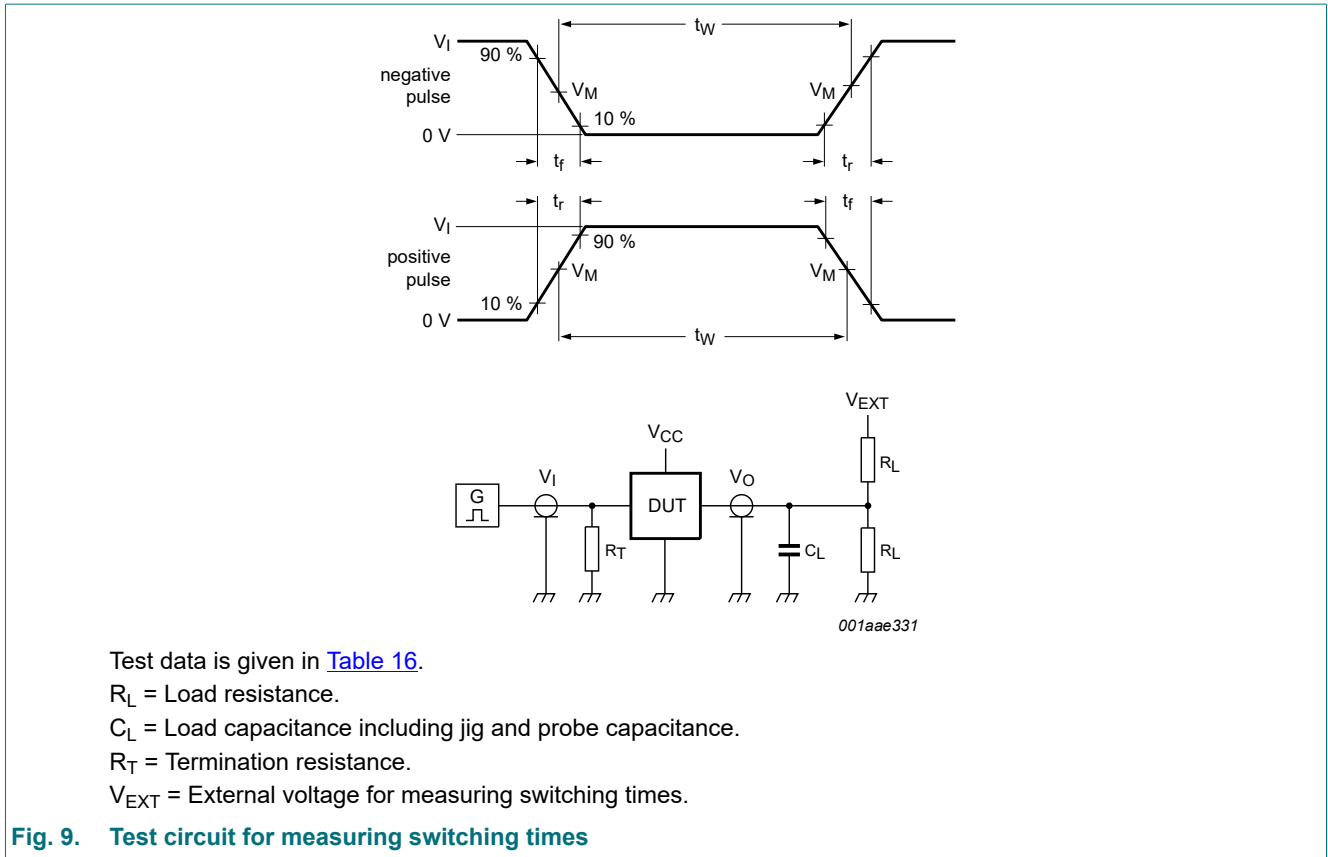 V_I
90 %
t_W
negative
pulse
V_M
V_M
10 %
0 V
t_f
t_r
t_r
t_f
V_I
90 %
positive
pulse
V_M
V_M
10 %
0 V
t_W
V_EXT
V_CC
R_L
V_I
V_O
G
DUT
R_T
C_L
R_L
001aae331
Test data is given in Table 16.
R_L = Load resistance.
C_L = Load capacitance including jig and probe capacitance.
R_T = Termination resistance.
V_EXT = External voltage for measuring switching times.
Fig. 9. Test circuit for measuring switching times